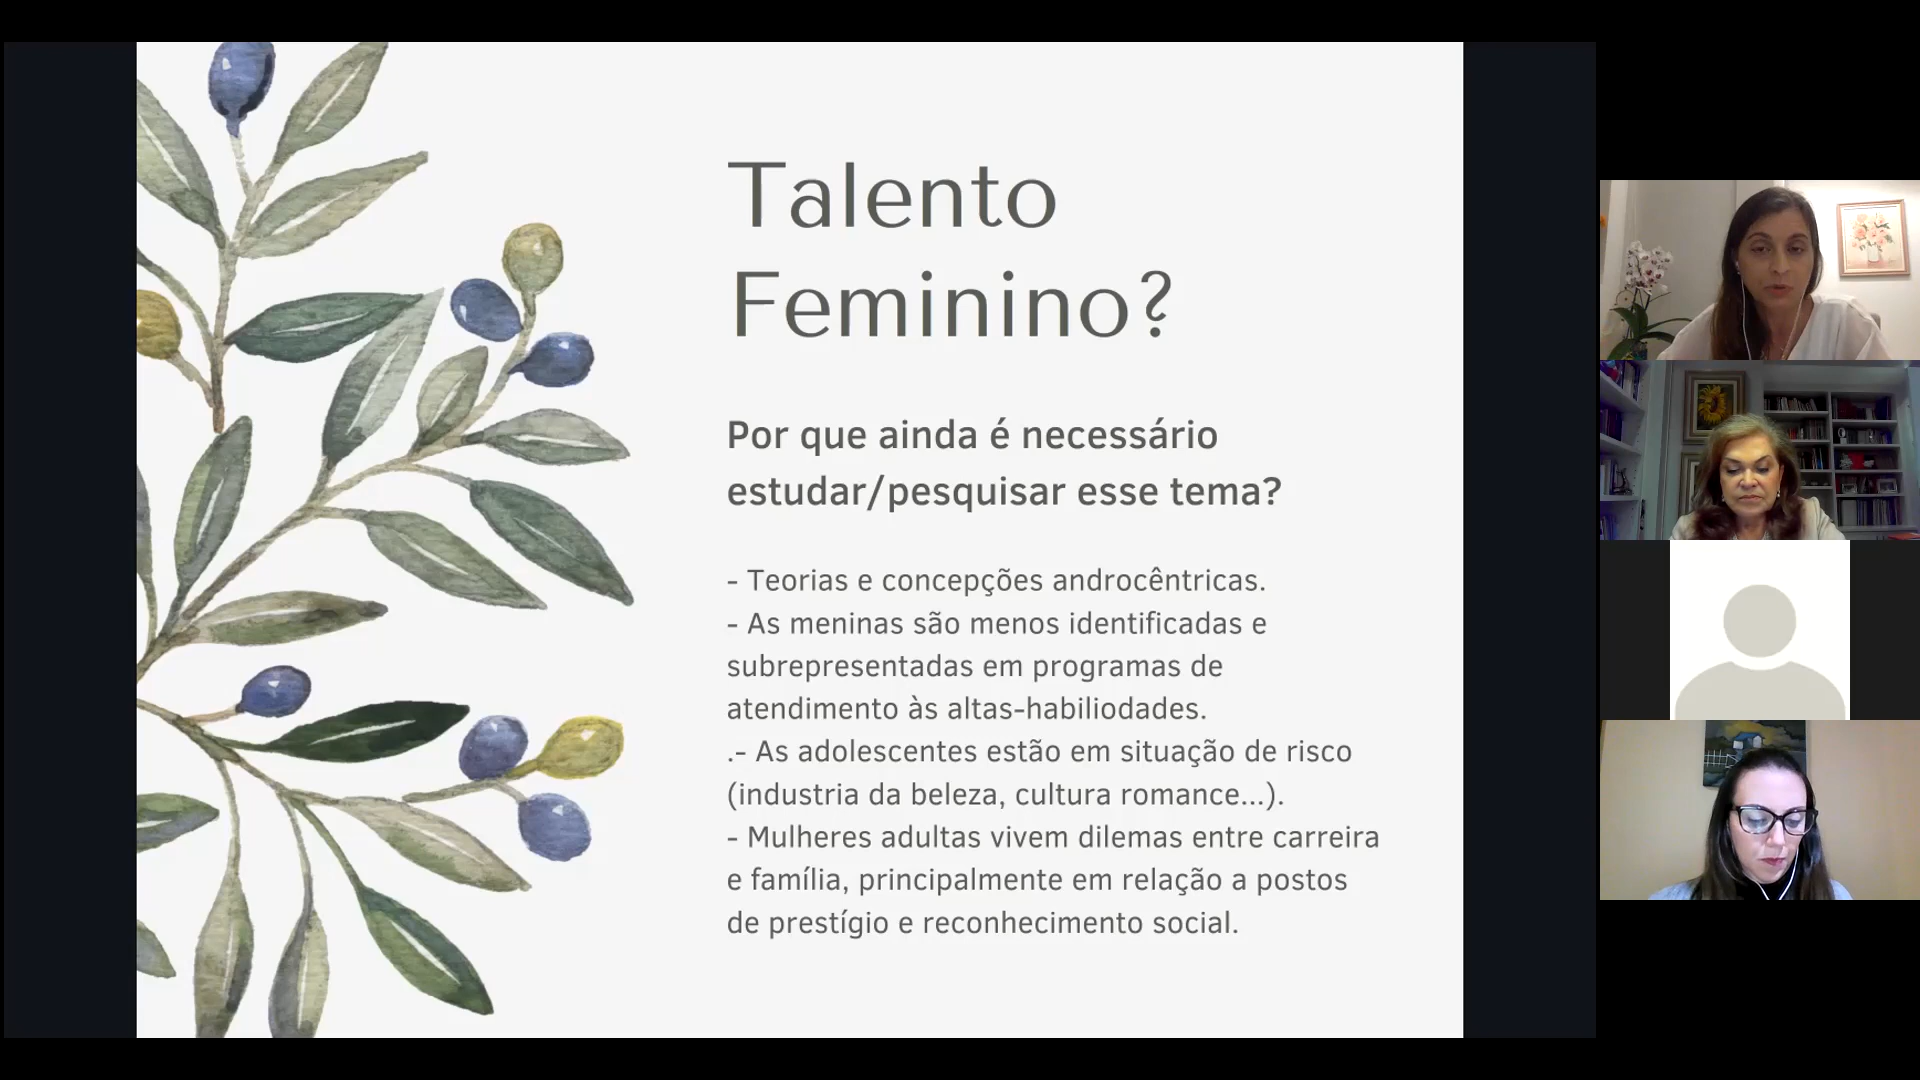 Talento
Feminino?
Por que ainda é necessário
estudar/pesquisar esse tema?
- Teorias e concepções androcêntricas.
- As meninas são menos identificadas e
subrepresentadas em programas de
atendimento às altas-habiliodades.
.- As adolescentes estão em situação de risco
(industria da beleza, cultura romance...).
- Mulheres adultas vivem dilemas entre carreira
e família, principalmente em relação a postos
de prestígio e reconhecimento social.